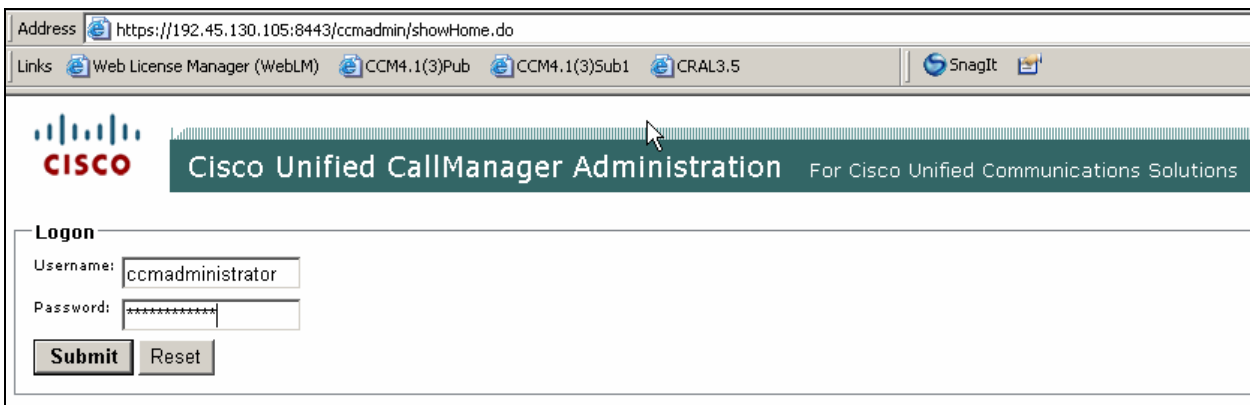 Address https://192.45.130.105:8443/ccmadmin/showHome.do
Links Web License Manager (WebLM) CCM4.1(3)Pub CCM4.1(3)Sub1 CRAL3.5 SnagIt
CISCO
Cisco Unified CallManager Administration For Cisco Unified Communications Solutions
Logon
Username: ccmadministrator
Password: ************
Submit Reset